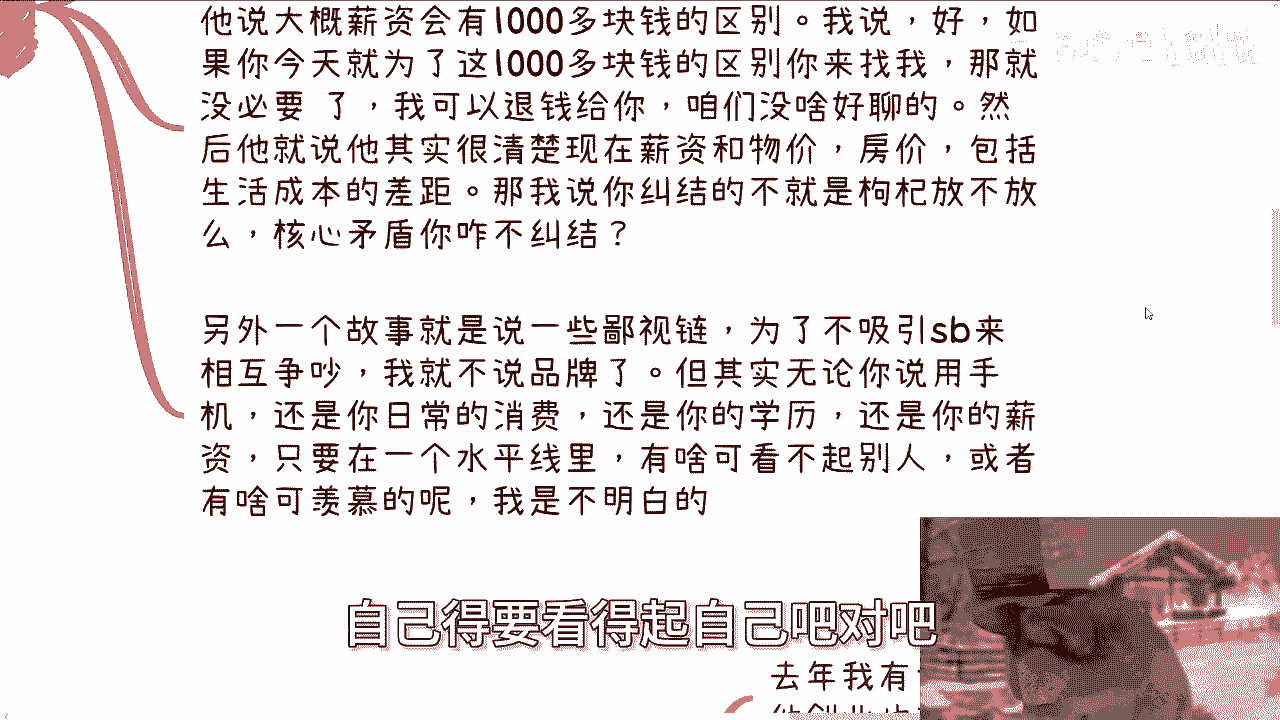 他说大概薪资会有1000多块钱的区别。我说，好，如
果你今天就为了这1000多块钱的区别你来找我，那就
没必要 了，我可以退钱给你，咱们没啥好聊的。然
后他就说他其实很清楚现在薪资和物价，房价，包括
生活成本的差距。那我说你纠结的不就是枸杞放不放
么，核心矛盾你咋不纠结？
另外一个故事就是说一些鄙视链，为了不吸引sb来
相互争吵，我就不说品牌了。但其实无论你说用手
机，还是你日常的消费，还是你的学历，还是你的薪
资，只要在一个水平线里，有啥可看不起别人，或者
有啥可羡慕的呢，我是不明白的
自己得要看得起自己吧对吧
去年我有